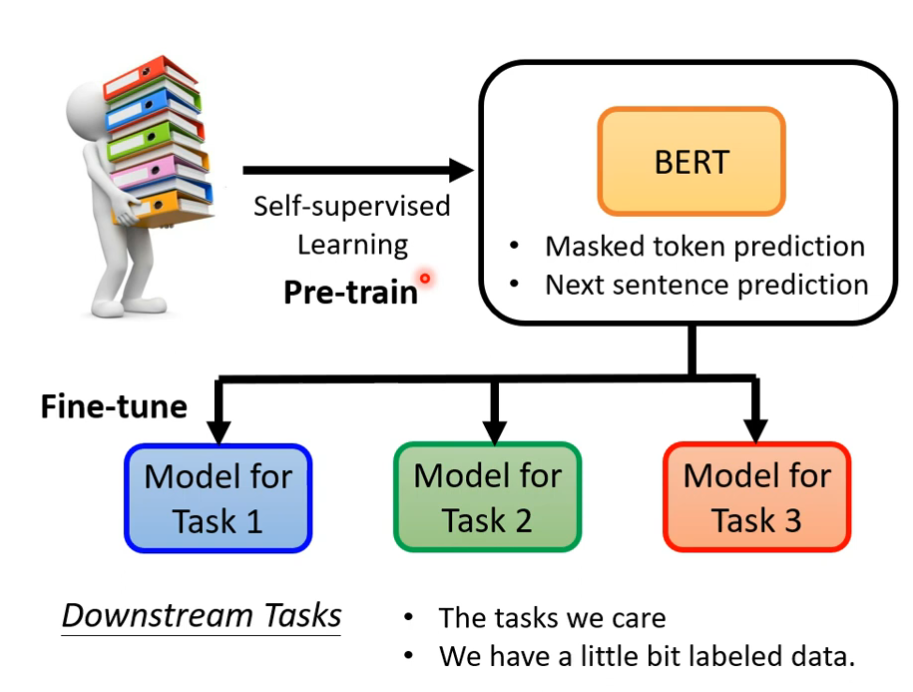 BERT
Self-supervised
Learning
Pre-train
• Masked token prediction
• Next sentence prediction
Fine-tune
Model for
Task 1
Model for
Task 2
Model for
Task 3
Downstream Tasks
• The tasks we care
• We have a little bit labeled data.